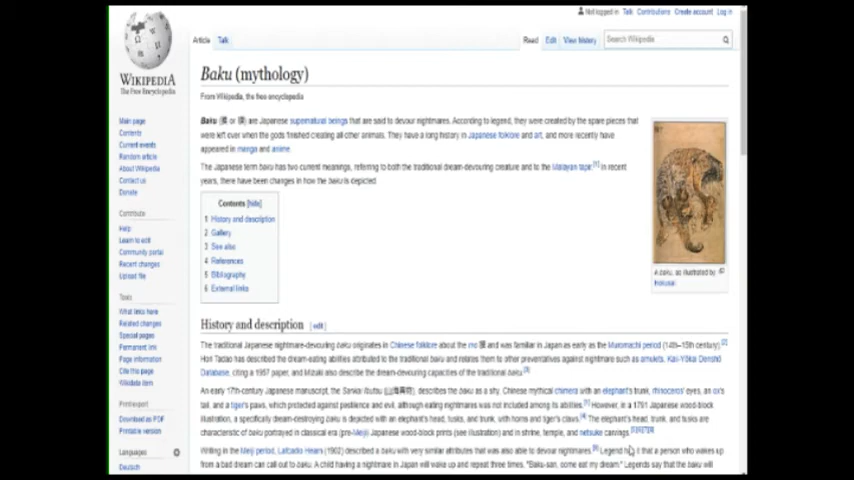 Not logged in Talk Contributions Create account Log in
Article Talk
Read Edit View history
Search Wikipedia
WIKIPEDIA
The Free Encyclopedia
Baku (mythology)
From Wikipedia, the free encyclopedia
Main page
Contents
Current events
Random article
About Wikipedia
Contact us
Donate
Contribute
Help
Learn to edit
Community portal
Recent changes
Upload file
Tools
What links here
Related changes
Special pages
Permanent link
Page information
Cite this page
Wikidata item
Print/export
Download as PDF
Printable version
Languages
Deutsch
Baku or are Japanese supernatural beings that are said to devour nightmares. According to legend, they were created by the spare pieces that
were left over when the gods finished creating all other animals. They have a long history in Japanese folklore and art, and more recently have
appeared in manga and anime.
The Japanese term baku has two current meanings, referring to both the traditional dream-devouring creature and to the Malayan tapir.[1] In recent
years, there have been changes in how the baku is depicted.
Contents [hide]
1 History and description
2 Gallery
3 See also
4 References
5 Bibliography
6 External links
A baku, as illustrated by
Hokusai
History and description [edit]
The traditional Japanese nightmare-devouring baku originates in Chinese folklore about the mo and was familiar in Japan as early as the Muromachi period (14th–15th century).[2]
Hori Tadao has described the dream-eating abilities attributed to the traditional baku and relates them to other preventatives against nightmare such as amulets. Kaii-Yōkai Denshō
Database, citing a 1957 paper, and Mizuki also describe the dream-devouring capacities of the traditional baku.[3]
An early 17th-century Japanese manuscript, the Sankai Ibutsu describes the baku as a shy, Chinese mythical chimera with an elephant's trunk, rhinoceros' eyes, an ox's
tail, and a tiger's paws, which protected against pestilence and evil, although eating nightmares was not included among its abilities. However, in a 1791 Japanese wood-block
illustration, a specifically dream-destroying baku is depicted with an elephant's head, tusks, and trunk, with horns and tiger's claws.[4] The elephant's head, trunk, and tusks are
characteristic of baku portrayed in classical era (pre-Meiji) Japanese wood-block prints (see illustration) and in shrine, temple, and netsuke carvings.
Writing in the Meiji period, Lafcadio Hearn (1902) described a baku with very similar attributes that was also able to devour nightmares. Legend has it that a person who wakes up
from a bad dream can call out to baku. A child having a nightmare in Japan will wake up and repeat three times, "Baku-san, come eat my dream." Legends say that the baku will